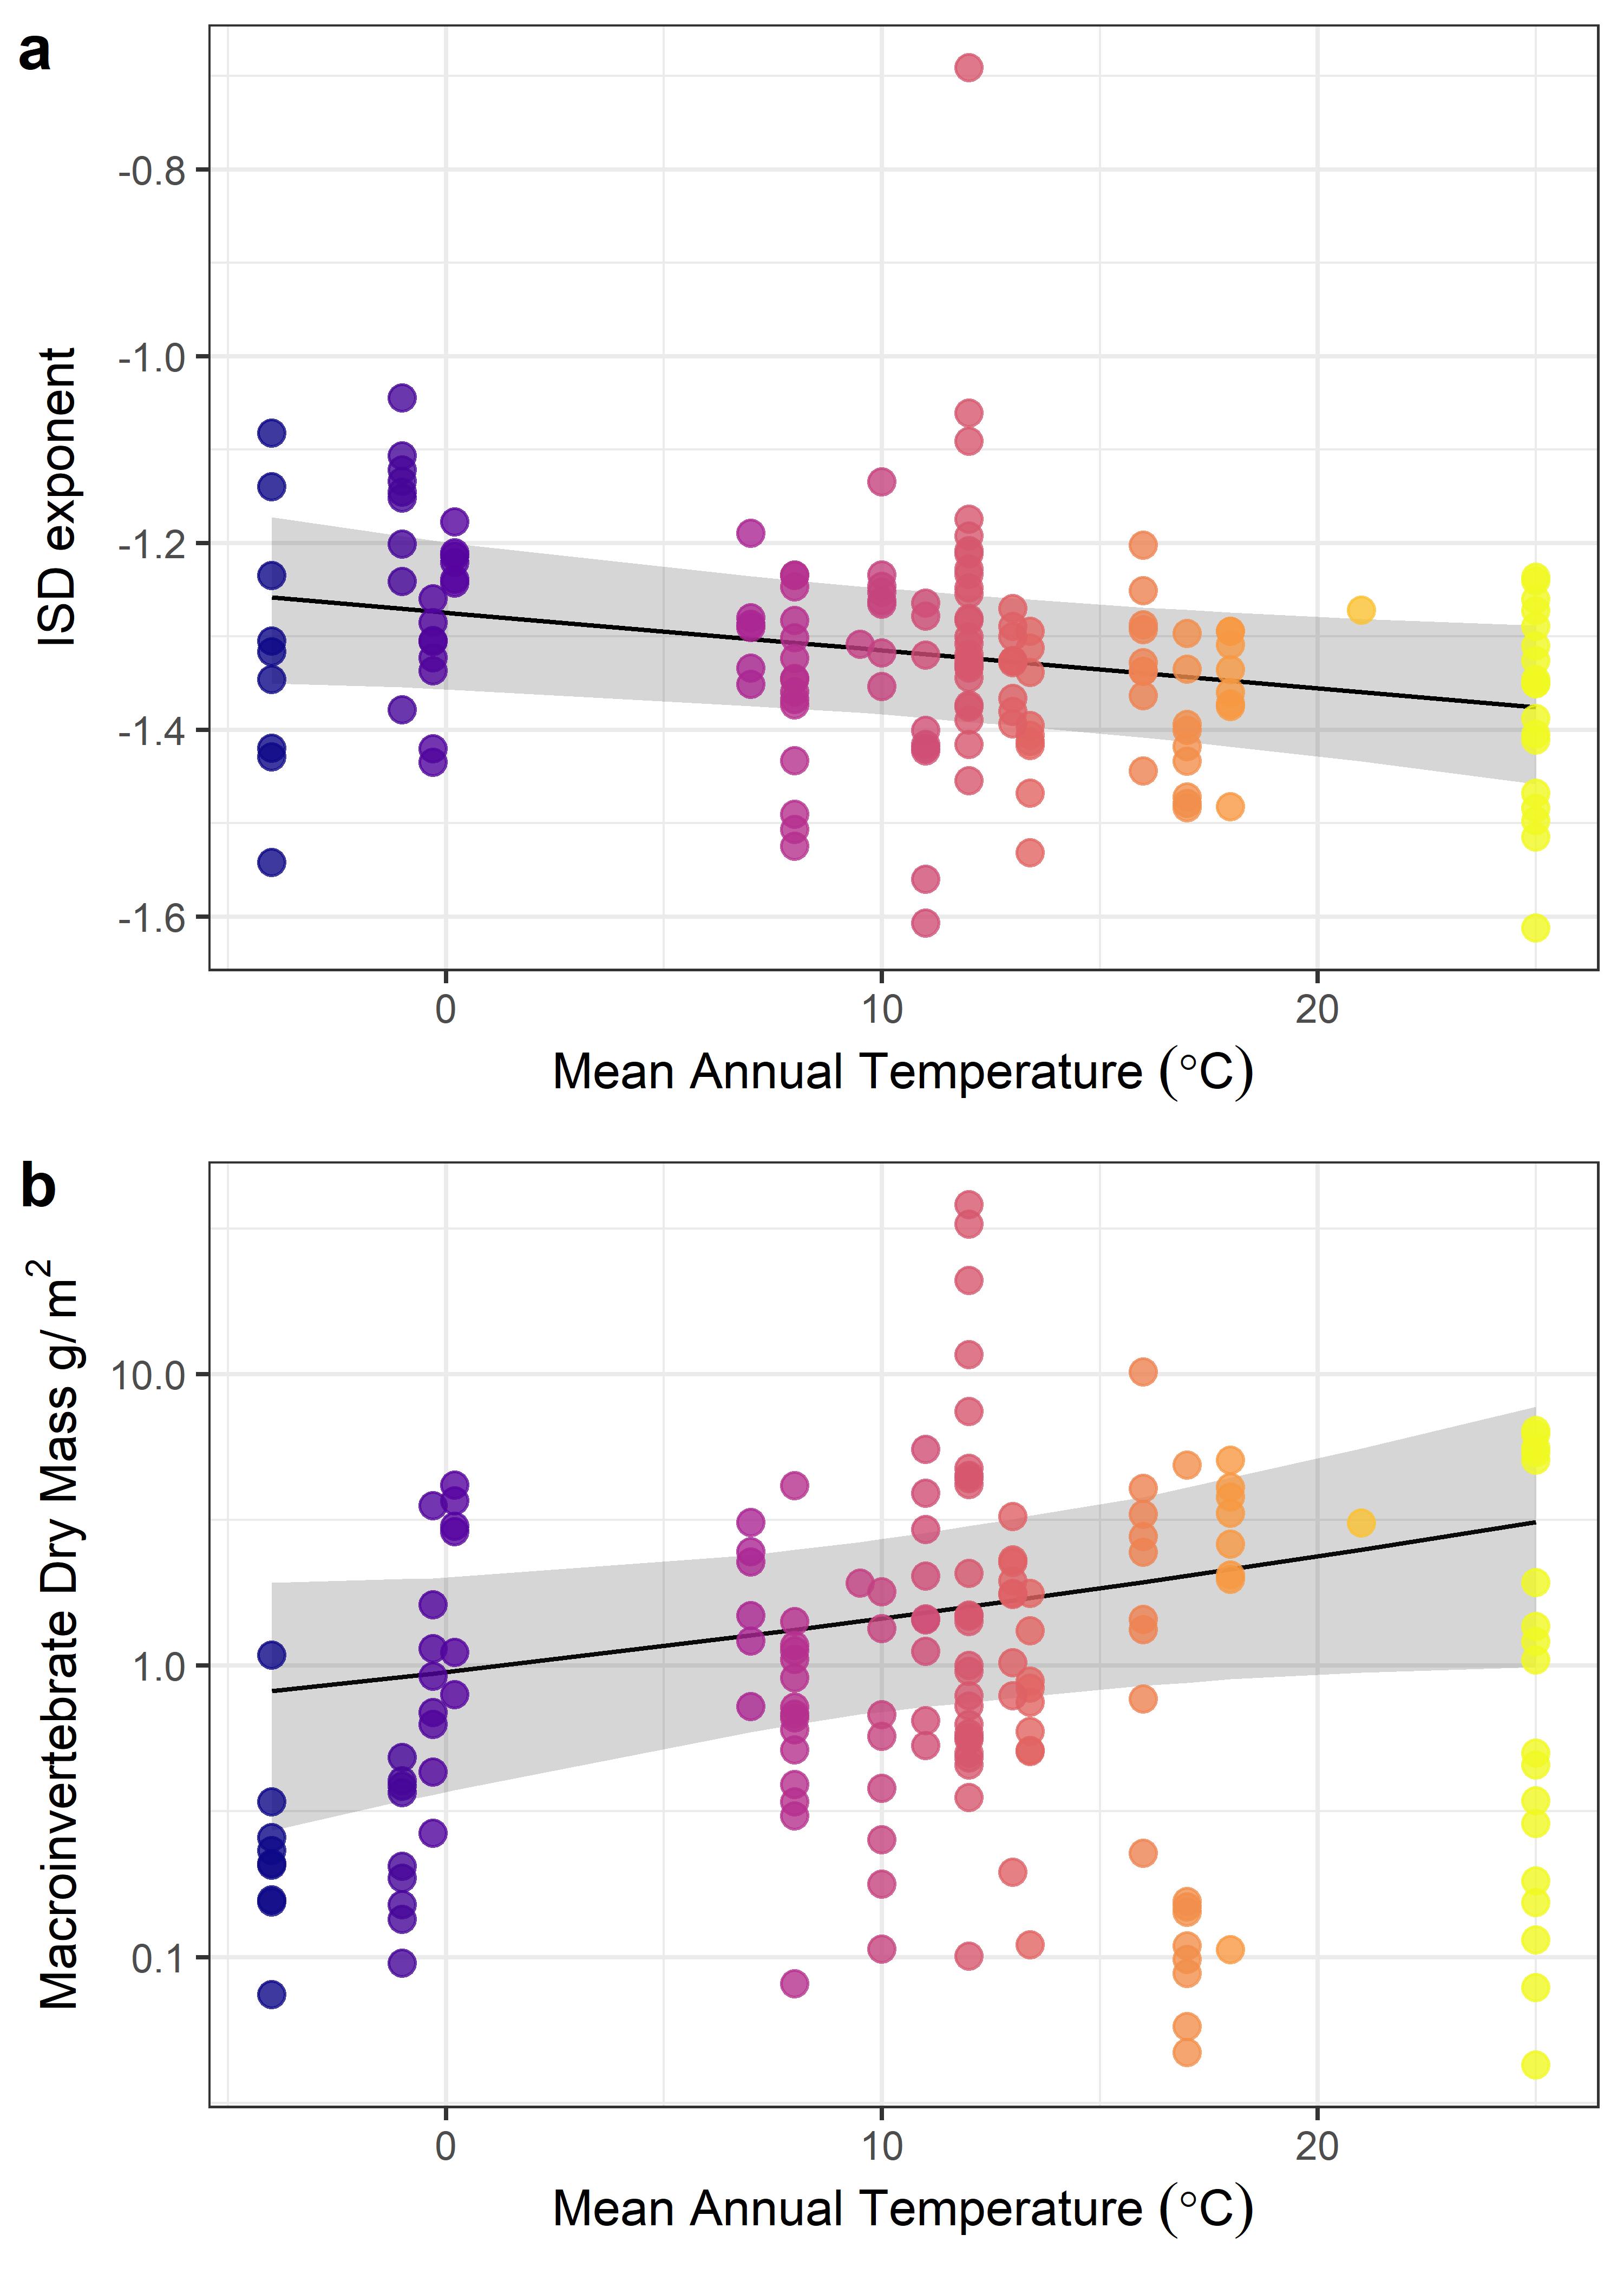 a
ISD exponent
-0.8
-1.0
-1.2
-1.4
-1.6
0 10 20
Mean Annual Temperature (°C)
b
Macroinvertebrate Dry Mass g/ m²
10.0
1.0
0.1
0 10 20
Mean Annual Temperature (°C)